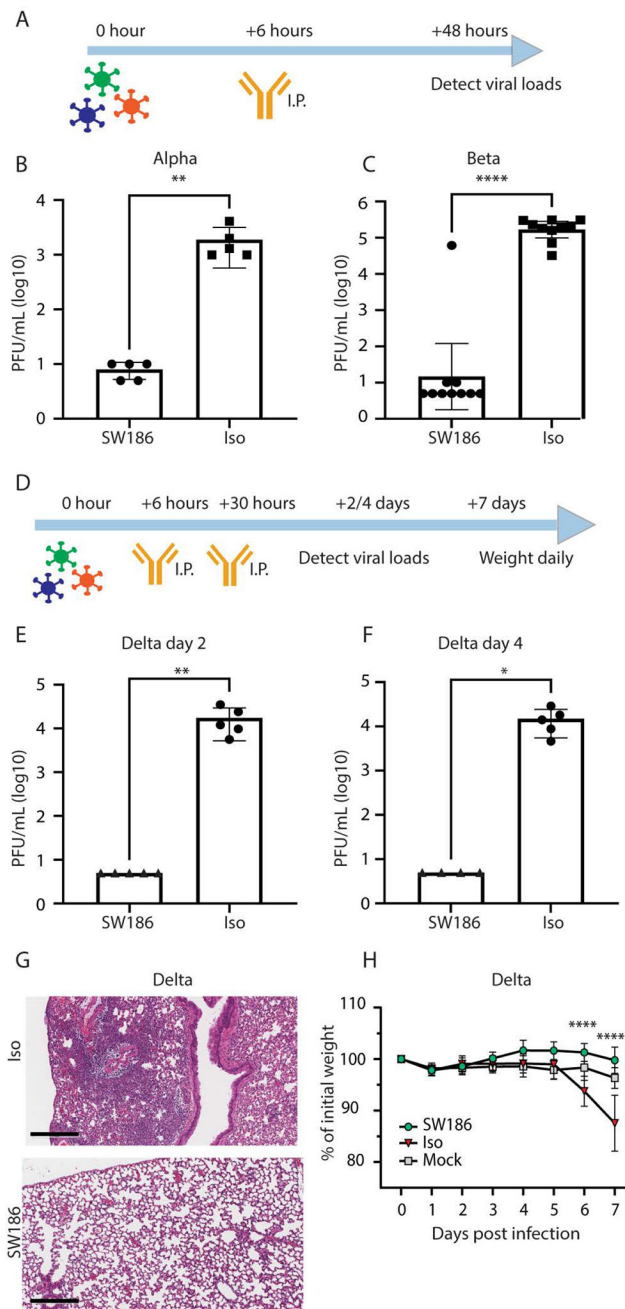 A
0 hour +6 hours +48 hours
I.P.
Detect viral loads
B
Alpha
**
PFU/mL (log10)
4
3
2
1
0
SW186 Iso
C
Beta
****
PFU/mL (log10)
6
5
4
3
2
1
0
SW186 Iso
D
0 hour +6 hours +30 hours +2/4 days +7 days
I.P. I.P.
Detect viral loads Weight daily
E
Delta day 2
**
PFU/mL (log10)
5
4
3
2
1
0
SW186 Iso
F
Delta day 4
*
PFU/mL (log10)
5
4
3
2
1
0
SW186 Iso
G
Delta
Iso
SW186
H
Delta
% of initial weight
110
100
90
80
****
****
SW186
Iso
Mock
0 1 2 3 4 5 6 7
Days post infection